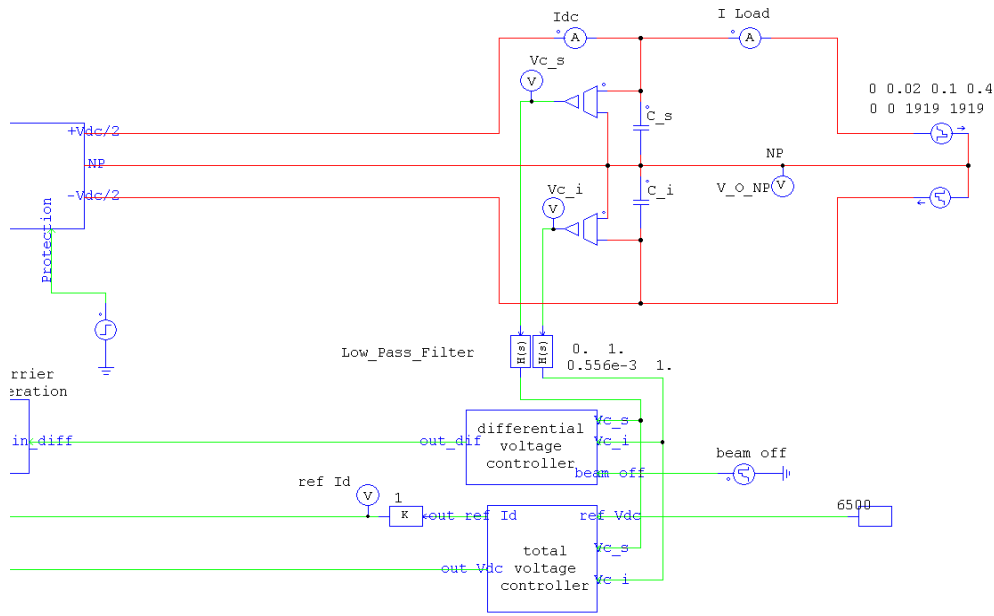 Idc
I Load
A
A
Vc_s
V
0 0.02 0.1 0.4
0 0 1919 1919
C_s
+Vdc/2
NP
NP
-Vdc/2
Vc_i
V
C_i
V_O_NP
V
Protection
Low_Pass_Filter
H(s)
H(s)
0. 1.
0.556e-3 1.
rrier
eration
in_diff
out_dif
differential
voltage
controller
Vc_s
Vc_i
beam off
beam off
ref Id
V
1
K
out ref Id
ref Vdc
6500
total
voltage
controller
Vc_s
out Vdc
Vc_i